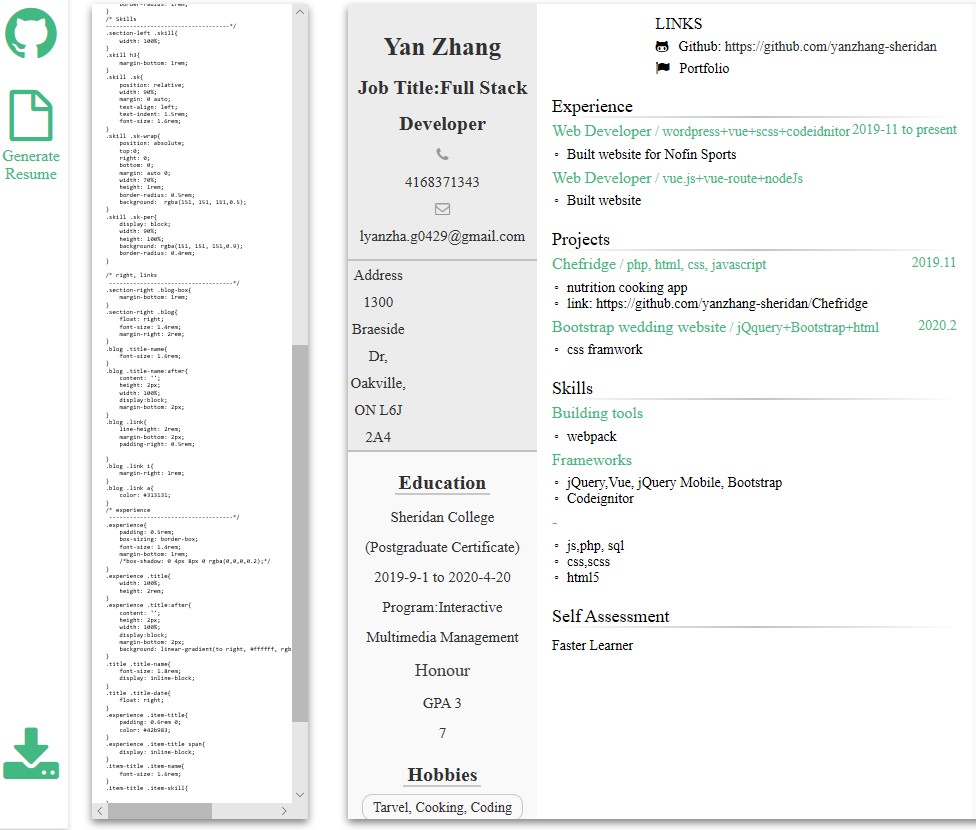 Generate
Resume
border-radius: 1rem;
}
/* Skills
-----------------------------------*/
.section-left .skill{
width: 100%;
}
.skill h3{
margin-bottom: 1rem;
}
.skill .sk{
position: relative;
width: 90%;
margin: 0 auto;
text-align: left;
text-indent: 1.5rem;
font-size: 1.6rem;
}
.skill .sk-wrap{
position: absolute;
top:0;
right: 0;
bottom: 0;
margin: auto 0;
width: 70%;
height: 1rem;
border-radius: 0.5rem;
background: rgba(151, 151, 151,0.5);
}
.skill .sk-per{
display: block;
width: 90%;
height: 100%;
background: rgba(151, 151, 151,0.9);
border-radius: 0.4rem;
}
/* right, links
-----------------------------------*/
.section-right .blog-box{
margin-bottom: 1rem;
}
.section-right .blog{
float: right;
font-size: 1.4rem;
margin-right: 2rem;
}
.blog .title-name{
font-size: 1.6rem;
}
.blog .title-name:after{
content: '';
height: 2px;
width: 100%;
display:block;
margin-bottom: 2px;
}
.blog .link{
line-height: 2rem;
margin-bottom: 2px;
padding-right: 0.5rem;
}
.blog .link i{
margin-right: 1rem;
}
.blog .link a{
color: #313131;
}
/* experience
-----------------------------------*/
.experience{
padding: 0.5rem;
box-sizing: border-box;
font-size: 1.4rem;
margin-bottom: 1rem;
/*box-shadow: 0 4px 8px 0 rgba(0,0,0,0.2);*/
}
.experience .title{
width: 100%;
height: 2rem;
}
.experience .title:after{
content: '';
height: 2px;
width: 100%;
display:block;
margin-bottom: 2px;
background: linear-gradient(to right, #ffffff, rgb
}
.title .title-name{
font-size: 1.8rem;
display: inline-block;
}
.title .title-date{
float: right;
}
.experience .item-title{
padding: 0.6rem 0;
color: #42b983;
}
.experience .item-title span{
display: inline-block;
}
.item-title .item-name{
font-size: 1.6rem;
}
.item-title .item-skill{
Yan Zhang
Job Title:Full Stack
Developer
4168371343
lyanzha.g0429@gmail.com
Address
1300
Braeside
Dr,
Oakville,
ON L6J
2A4
Education
Sheridan College
(Postgraduate Certificate)
2019-9-1 to 2020-4-20
Program:Interactive
Multimedia Management
Honour
GPA 3
7
Hobbies
Tarvel, Cooking, Coding
LINKS
Github: https://github.com/yanzhang-sheridan
Portfolio
Experience
Web Developer / wordpress+vue+scss+codeidnitor 2019-11 to present
▫ Built website for Nofin Sports
Web Developer / vue.js+vue-route+nodeJs
▫ Built website
Projects
Chefridge / php, html, css, javascript 2019.11
▫ nutrition cooking app
▫ link: https://github.com/yanzhang-sheridan/Chefridge
Bootstrap wedding website / jQquery+Bootstrap+html 2020.2
▫ css framwork
Skills
Building tools
▫ webpack
Frameworks
▫ jQuery,Vue, jQuery Mobile, Bootstrap
▫ Codeignitor
-
▫ js,php, sql
▫ css,scss
▫ html5
Self Assessment
Faster Learner